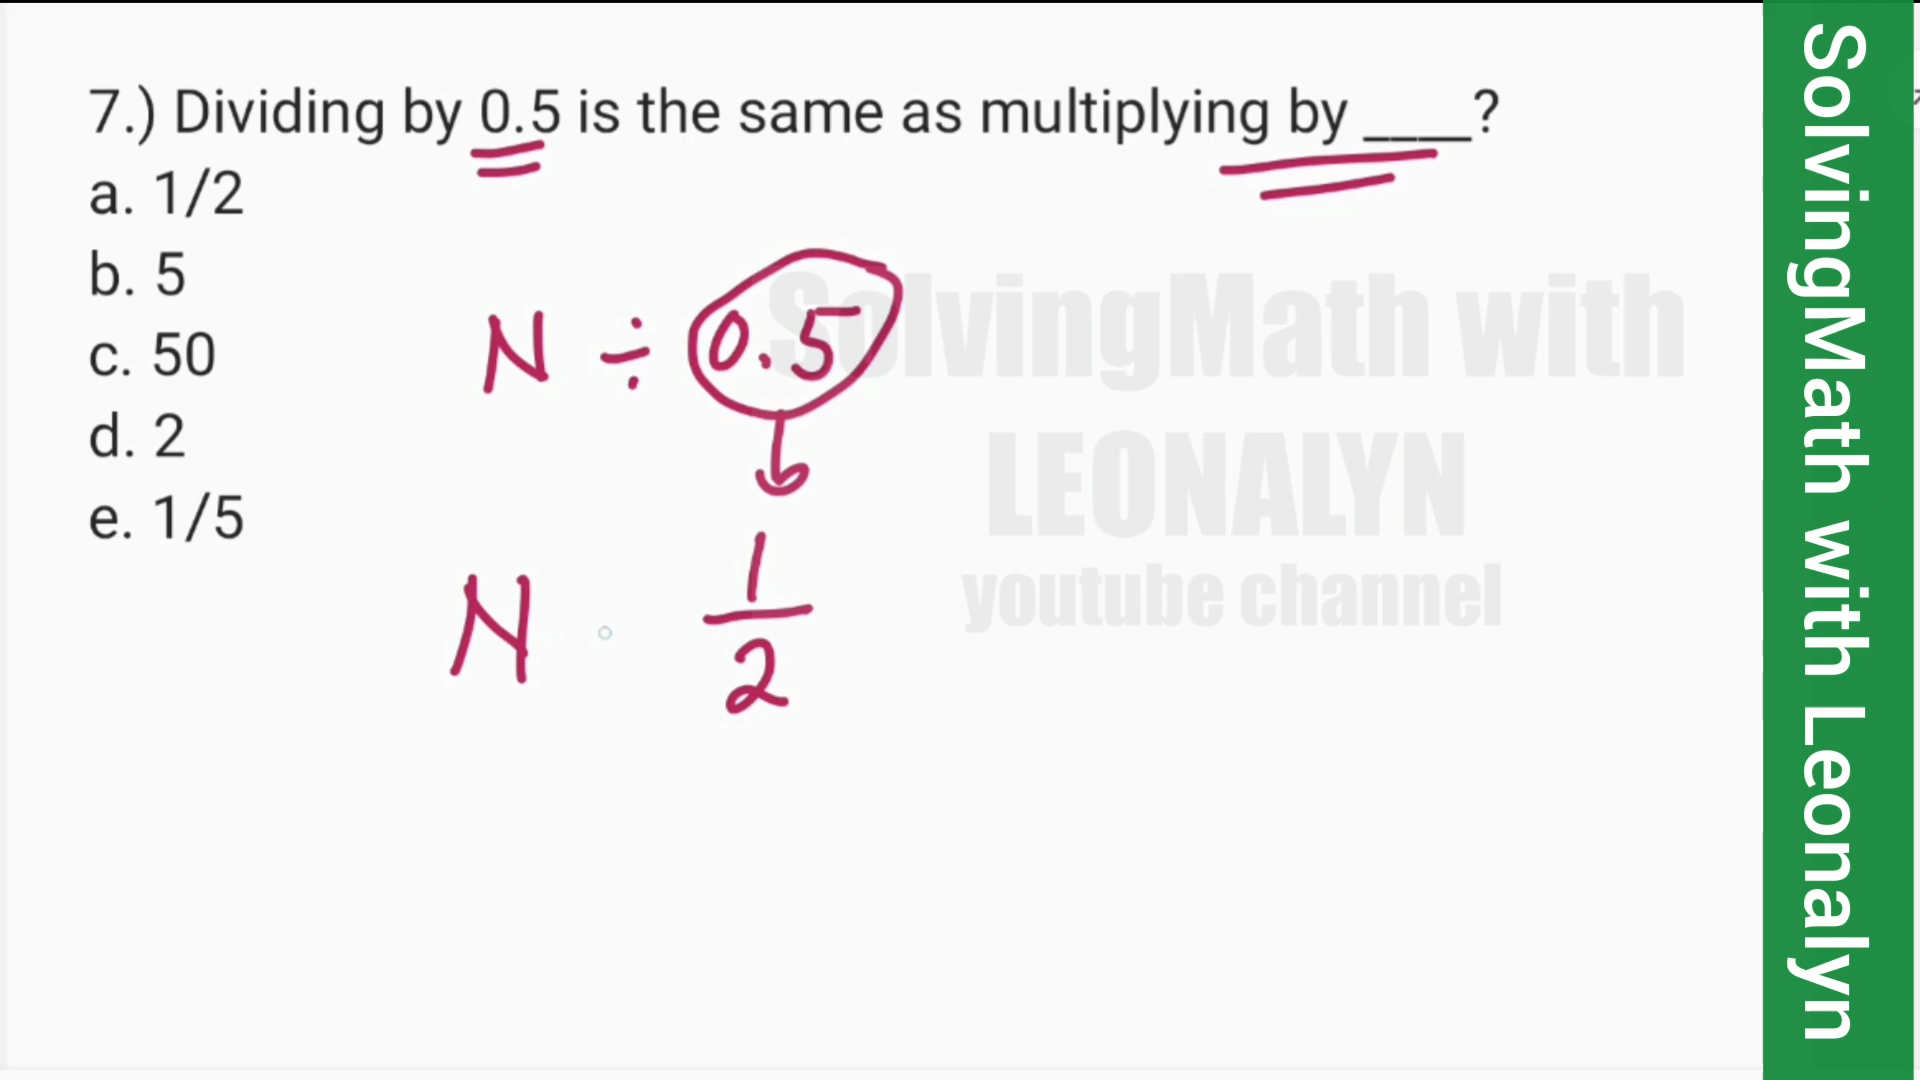 7.) Dividing by 0.5 is the same as multiplying by ____?
a. 1/2
b. 5
c. 50
d. 2
e. 1/5
N ÷ 0.5
N 1/2
SolvingMath with
LEONALYN
youtube channel
SolvingMath with Leonalyn